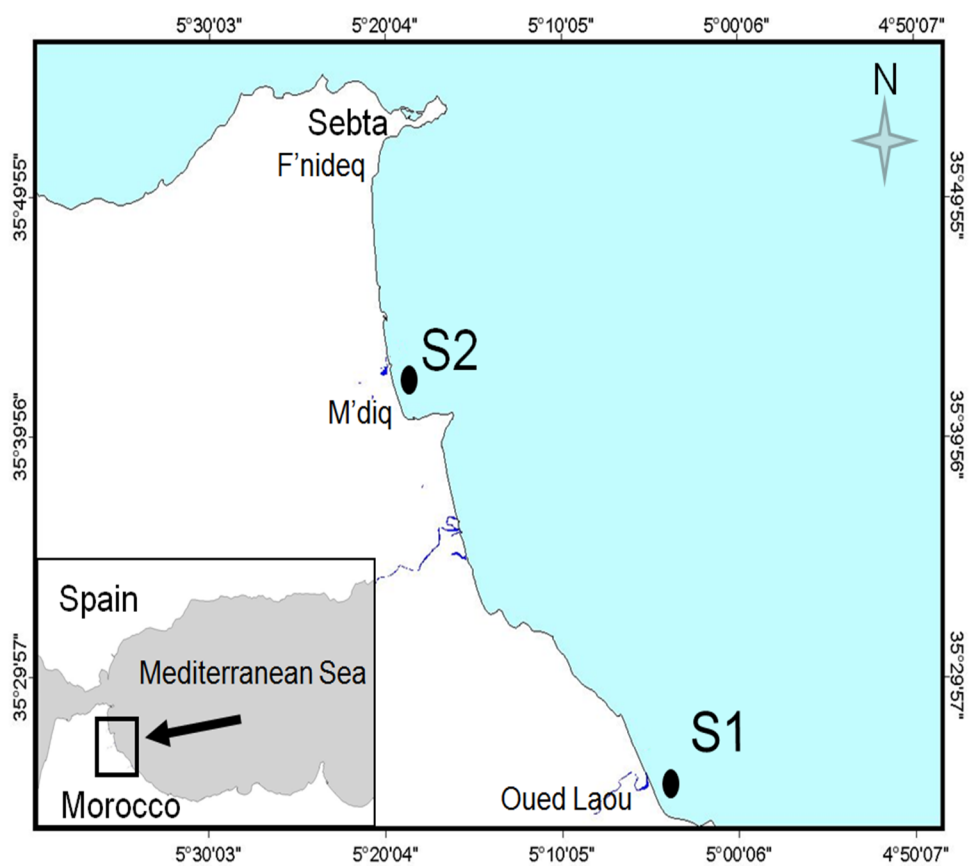 5°30'03" 5°20'04" 5°10'05" 5°00'06" 4°50'07"
N
Sebta
F'nideq
35°49'55" 35°49'55"
S2
M'diq
35°39'56" 35°39'56"
Spain
Mediterranean Sea
35°29'57" 35°29'57"
S1
Oued Laou
Morocco
5°30'03" 5°20'04" 5°10'05" 5°00'06" 4°50'07"